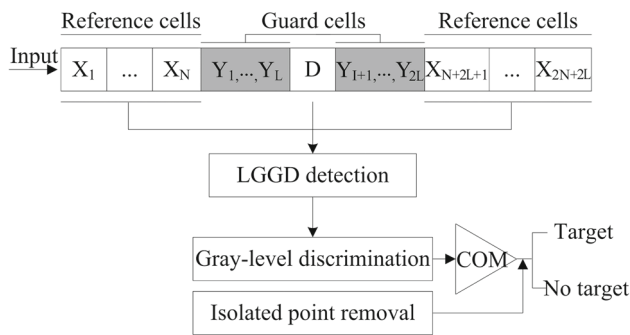 Reference cells Guard cells Reference cells
Input X1 ... XN Y1,...,YL D YI+1,...,Y2L XN+2L+1 ... X2N+2L
LGGD detection
Gray-level discrimination
COM
Target
No target
Isolated point removal